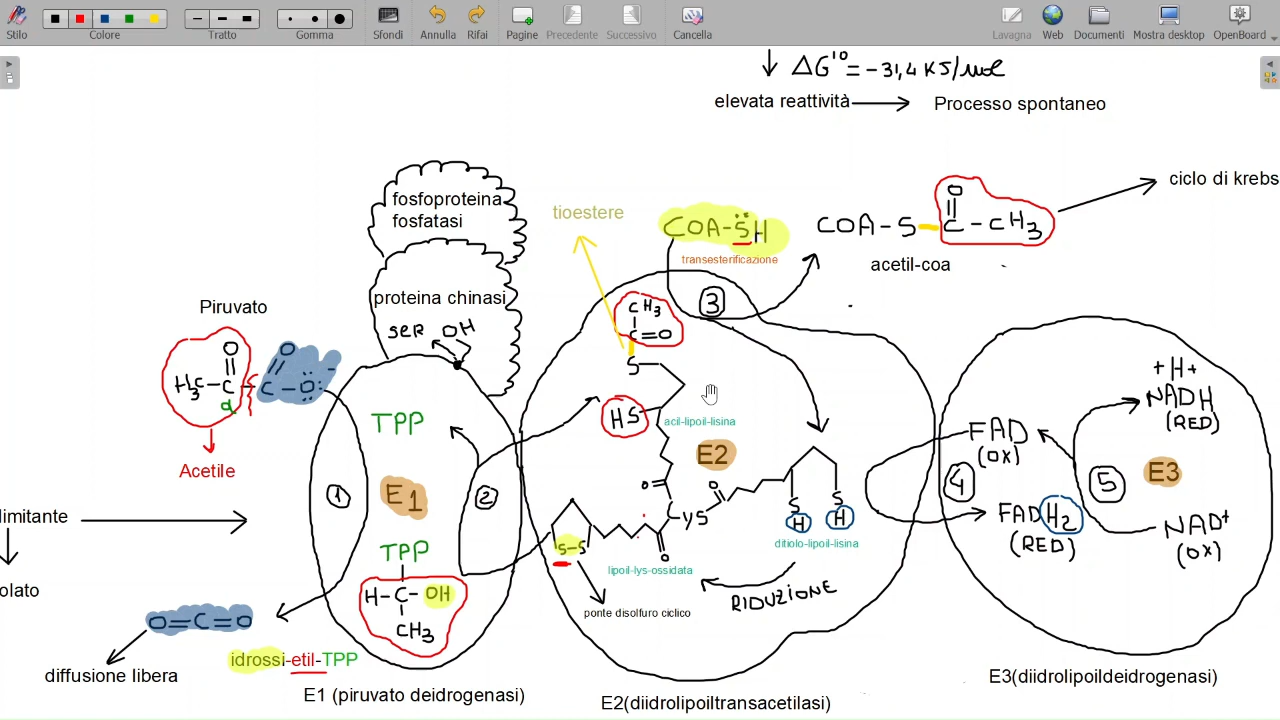 Stilo
Colore
Tratto
Gomma
Sfondi
Annulla
Rifai
Pagine
Precedente
Successivo
Cancella
Lavagna
Web
Documenti
Mostra desktop
OpenBoard
↓ ΔG'° = -31,4 KJ/mol
elevata reattività → Processo spontaneo
ciclo di krebs
fosfoproteina
fosfatasi
tioestere
COA-SH
transesterificazione
COA-S-C-CH3
O
acetil-coa
proteina chinasi
SER OH
Piruvato
O
O
H3C-C-C-O:-
α
Acetile
3
CH3
C=O
S
HS
acil-lipoil-lisina
E2
TPP
E1
1
2
TPP
H-C-OH
CH3
idrossi-etil-TPP
limitante
olato
O=C=O
diffusione libera
E1 (piruvato deidrogenasi)
O
O
LYS
O
S-S
lipoil-lys-ossidata
ponte disolfuro ciclico
S
S
H
H
ditiolo-lipoil-lisina
RIDUZIONE
E2(diidrolipoiltransacetilasi)
+H+
NADH
(RED)
FAD
(OX)
E3
4
5
FADH2
(RED)
NAD+
(OX)
E3(diidrolipoildeidrogenasi)